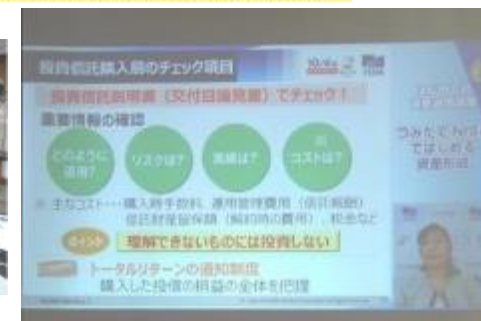 投資信託購入前のチェック項目
投資信託説明書（交付目論見書）でチェック！
重要情報の確認
どのように
運用？
リスクは？
実績は？
※
コストは？
※ 主なコスト･･･購入時手数料、運用管理費用（信託報酬）
信託財産留保額（解約時の費用）、税金など
ポイント
理解できないものには投資しない
トータルリターンの通知制度
購入した投信の損益の全体を把握
つみたてNISA
ではじめる
資産形成